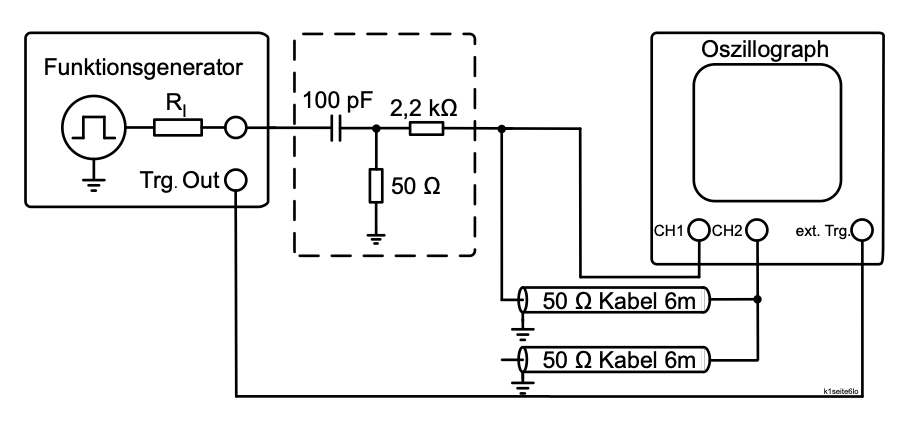 Oszillograph
Funktionsgenerator
R_I
100 pF
2,2 kΩ
Trg. Out
50 Ω
CH1
CH2
ext. Trg.
50 Ω Kabel 6m
50 Ω Kabel 6m
k1seite6lo